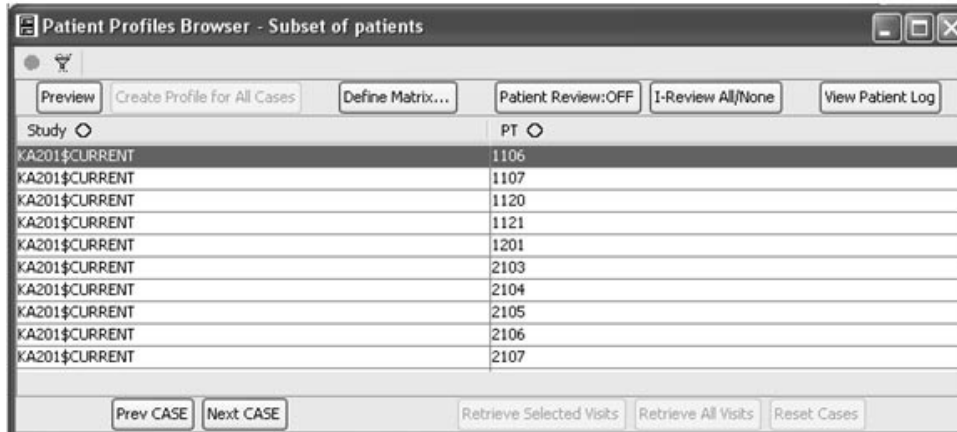 Patient Profiles Browser - Subset of patients
Preview Create Profile for All Cases Define Matrix... Patient Review:OFF I-Review All/None View Patient Log
Study PT
KA201$CURRENT 1106
KA201$CURRENT 1107
KA201$CURRENT 1120
KA201$CURRENT 1121
KA201$CURRENT 1201
KA201$CURRENT 2103
KA201$CURRENT 2104
KA201$CURRENT 2105
KA201$CURRENT 2106
KA201$CURRENT 2107
Prev CASE Next CASE Retrieve Selected Visits Retrieve All Visits Reset Cases